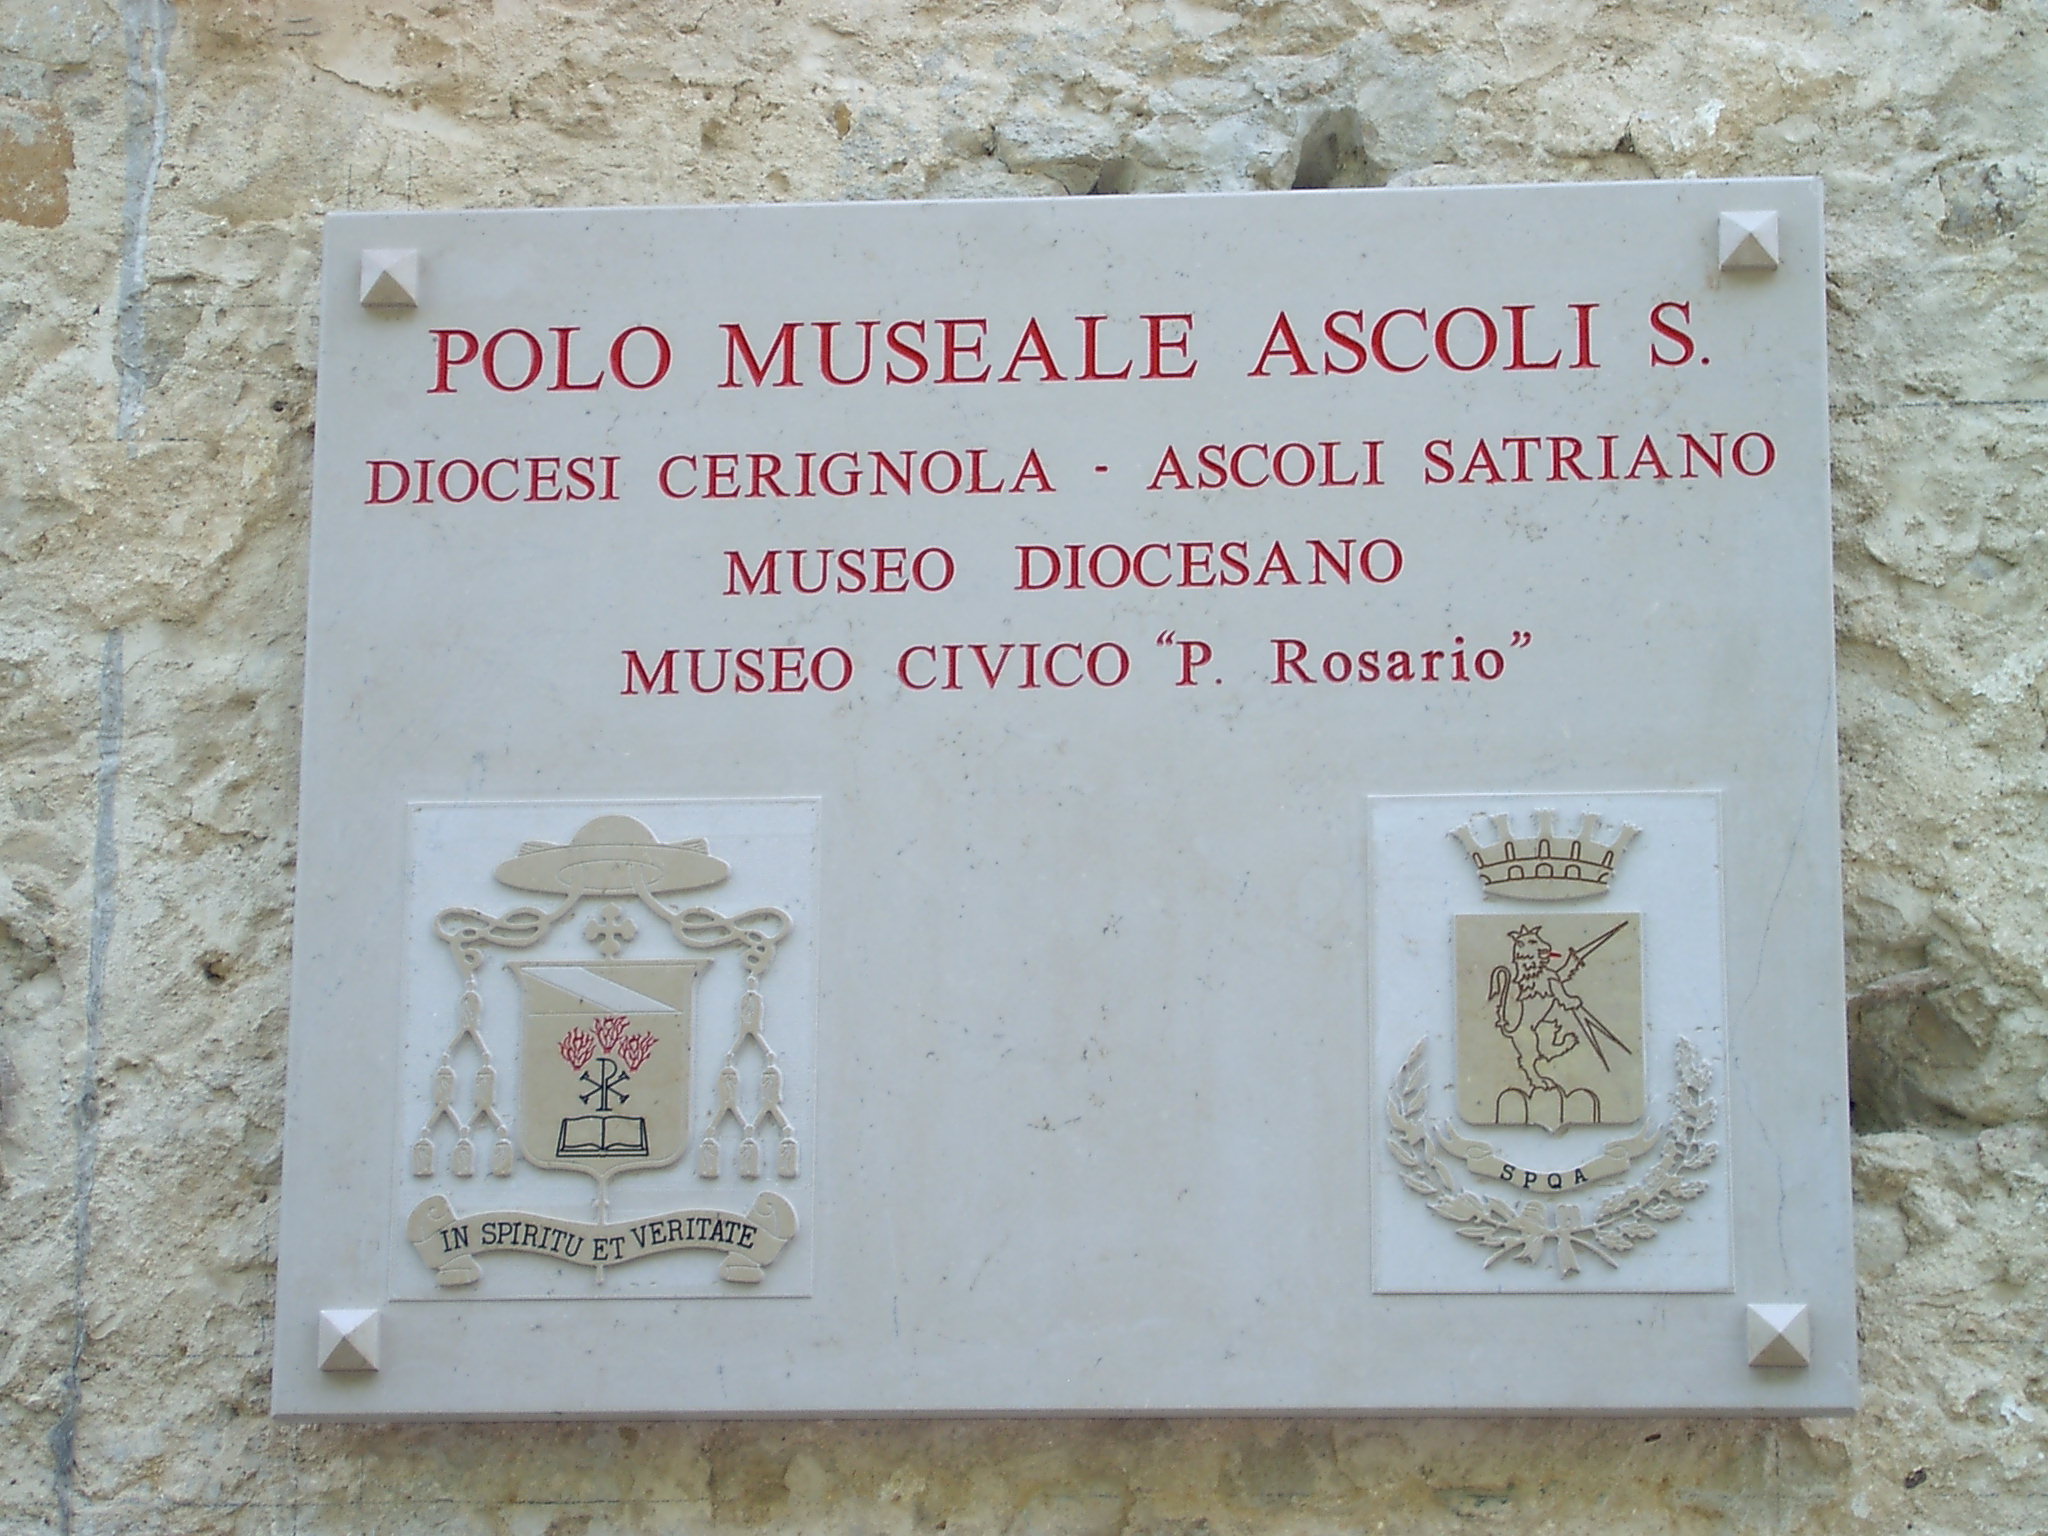 POLO MUSEALE ASCOLI S.
DIOCESI CERIGNOLA - ASCOLI SATRIANO
MUSEO DIOCESANO
MUSEO CIVICO “P. Rosario”
IN SPIRITU ET VERITATE
SPQA